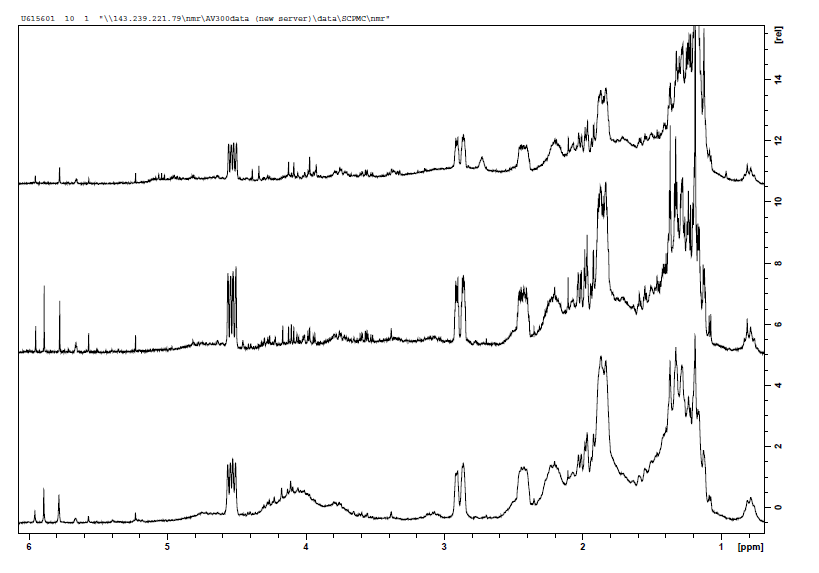 U615601 10 1 "\\143.239.221.79\nmr\AV300data (new server)\data\SCPMC\nmr"
[rel]
14
12
10
8
6
4
2
0
6 5 4 3 2 1 [ppm]